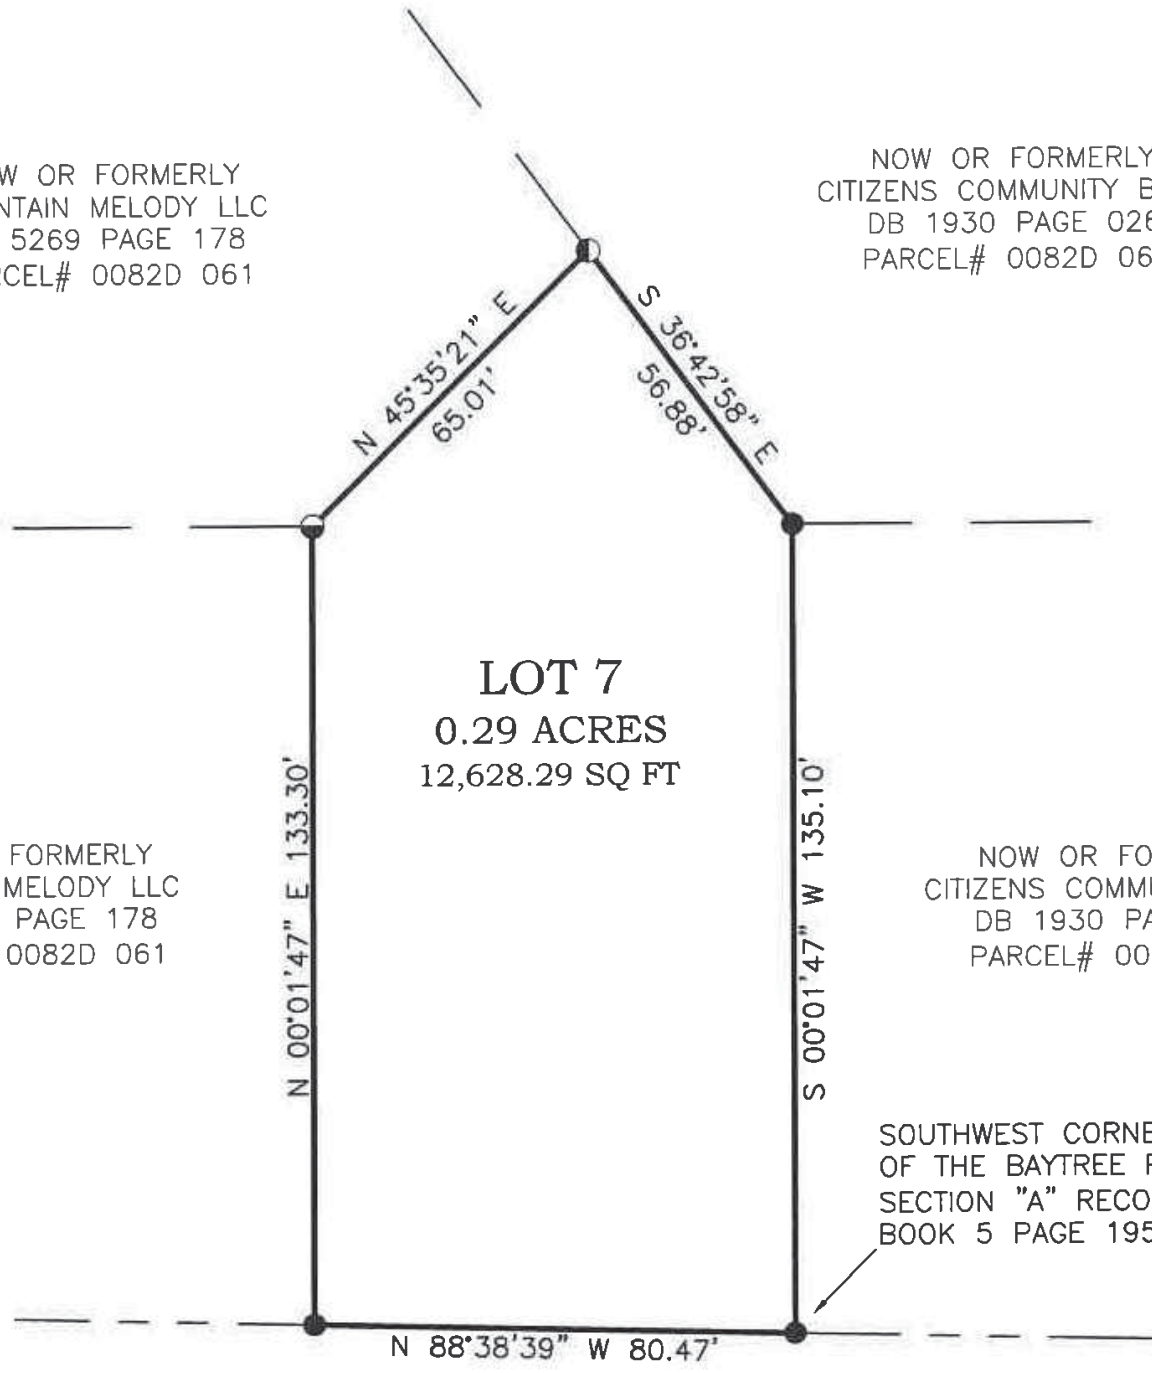 OR FORMERLY
MELODY LLC
5269 PAGE 178
0082D 061
NOW OR FORMERLY
CITIZENS COMMUNITY
DB 1930 PAGE
PARCEL# 0082D
N 45°35'21" E
65.01'
S 36°42'58" E
56.88'
LOT 7
0.29 ACRES
12,628.29 SQ FT
N 00°01'47" E 133.30'
S 00°01'47" W 135.10'
FORMERLY
MELODY LLC
PAGE 178
0082D 061
NOW OR
CITIZENS
DB 1930
PARCEL#
SOUTHWEST
OF THE BAYTREE
SECTION "A"
BOOK 5 PAGE 195
N 88°38'39" W 80.47'